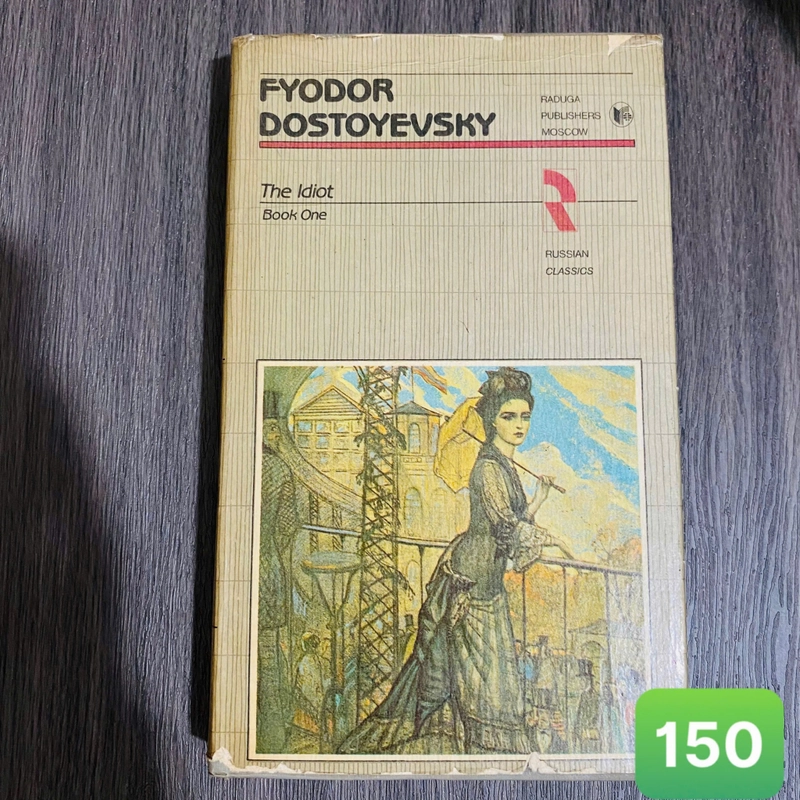 FYODOR
DOSTOYEVSKY
RADUGA
PUBLISHERS
MOSCOW
The Idiot
Book One
RUSSIAN
CLASSICS
150